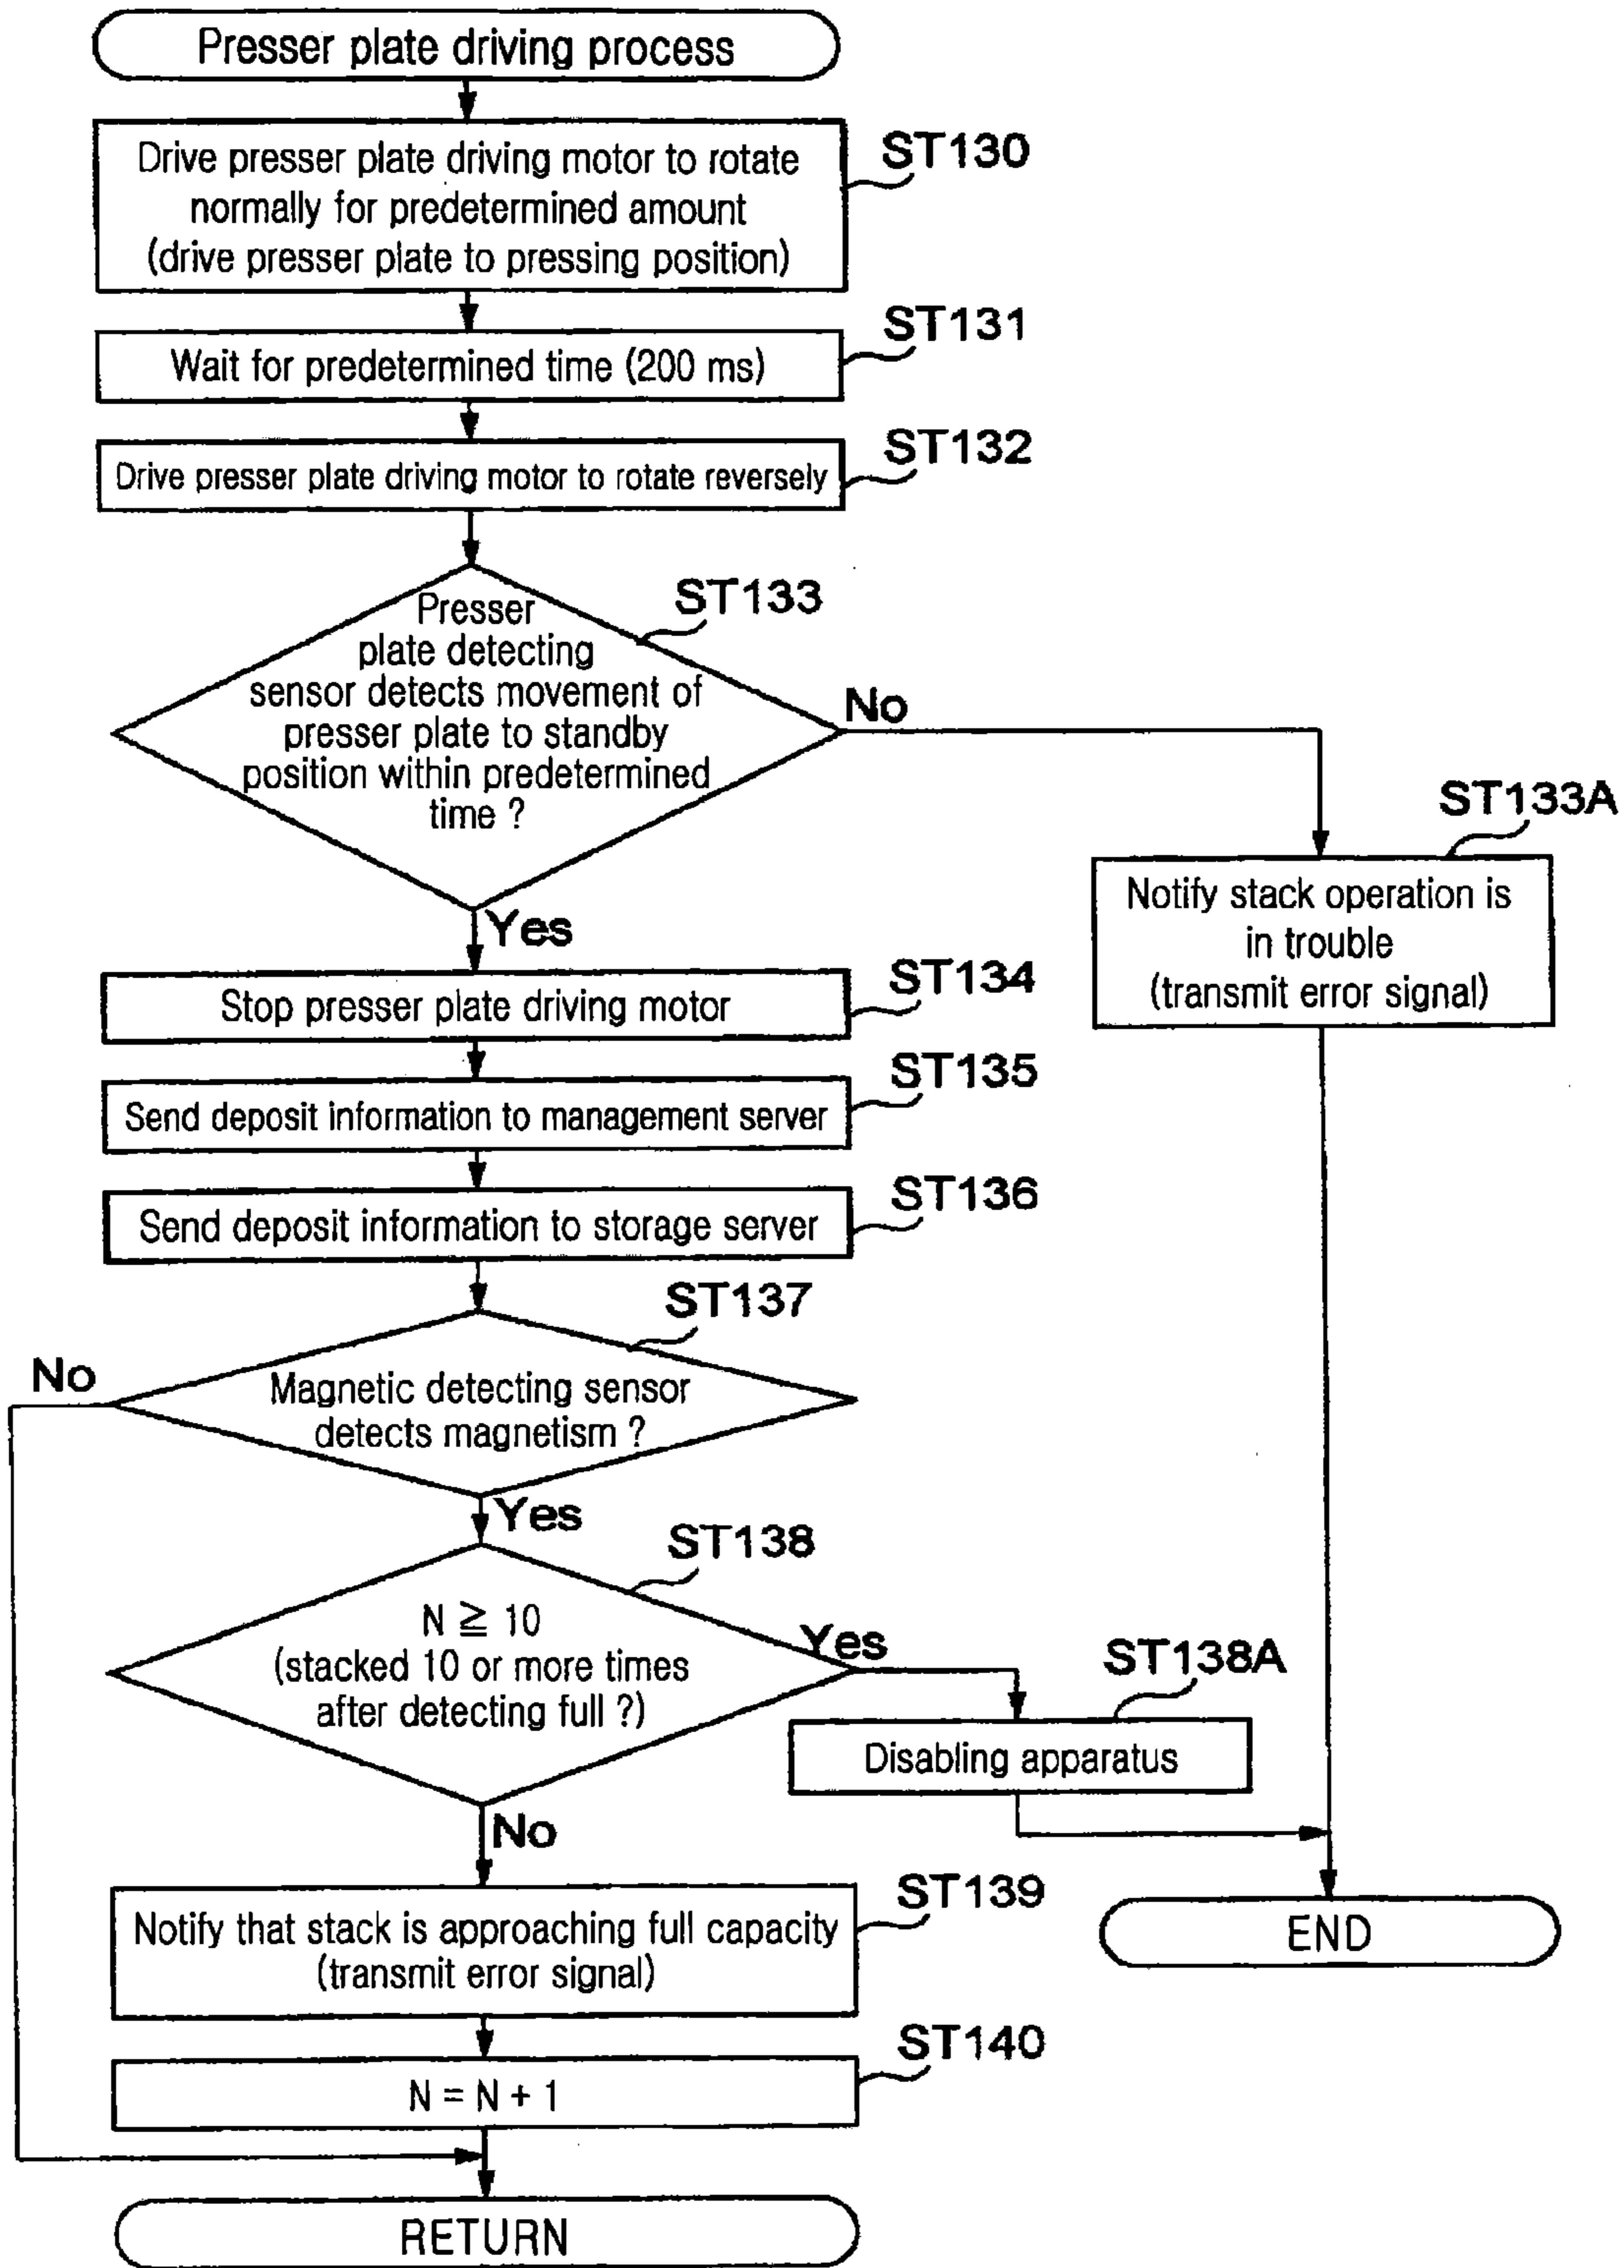 Presser plate driving process
Drive presser plate driving motor to rotate
normally for predetermined amount
(drive presser plate to pressing position)
ST130
Wait for predetermined time (200 ms)
ST131
Drive presser plate driving motor to rotate reversely
ST132
Presser
plate detecting
sensor detects movement of
presser plate to standby
position within predetermined
time ?
ST133
No
Yes
ST133A
Notify stack operation is
in trouble
(transmit error signal)
Stop presser plate driving motor
ST134
Send deposit information to management server
ST135
Send deposit information to storage server
ST136
Magnetic detecting sensor
detects magnetism ?
ST137
No
Yes
N ≧ 10
(stacked 10 or more times
after detecting full ?)
ST138
Yes
No
ST138A
Disabling apparatus
Notify that stack is approaching full capacity
(transmit error signal)
ST139
END
N = N + 1
ST140
RETURN